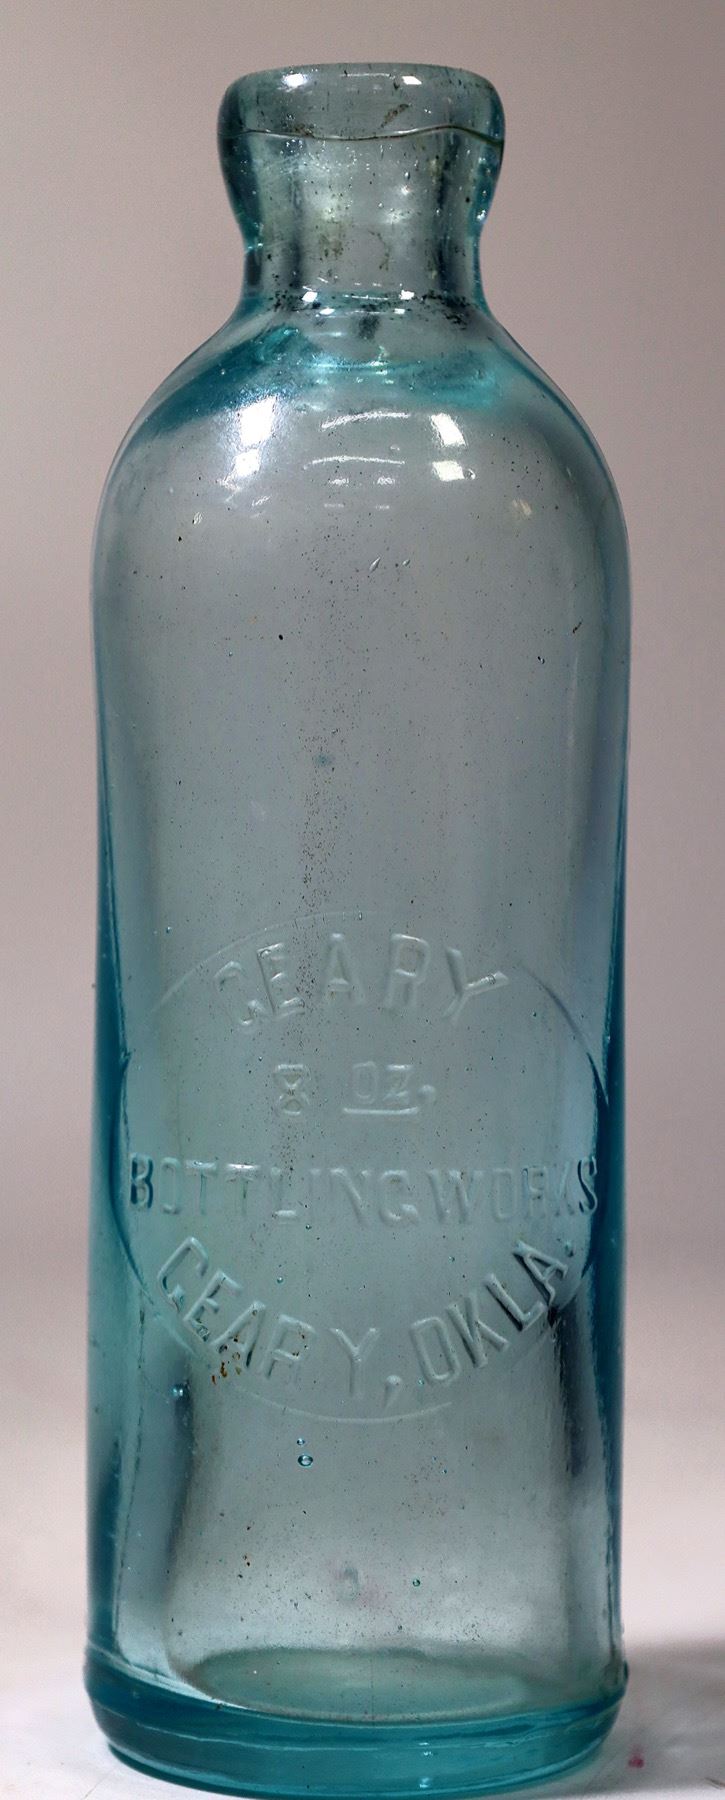 GEARY
8 OZ.
BOTTLING WORKS
GEARY, OKLA.